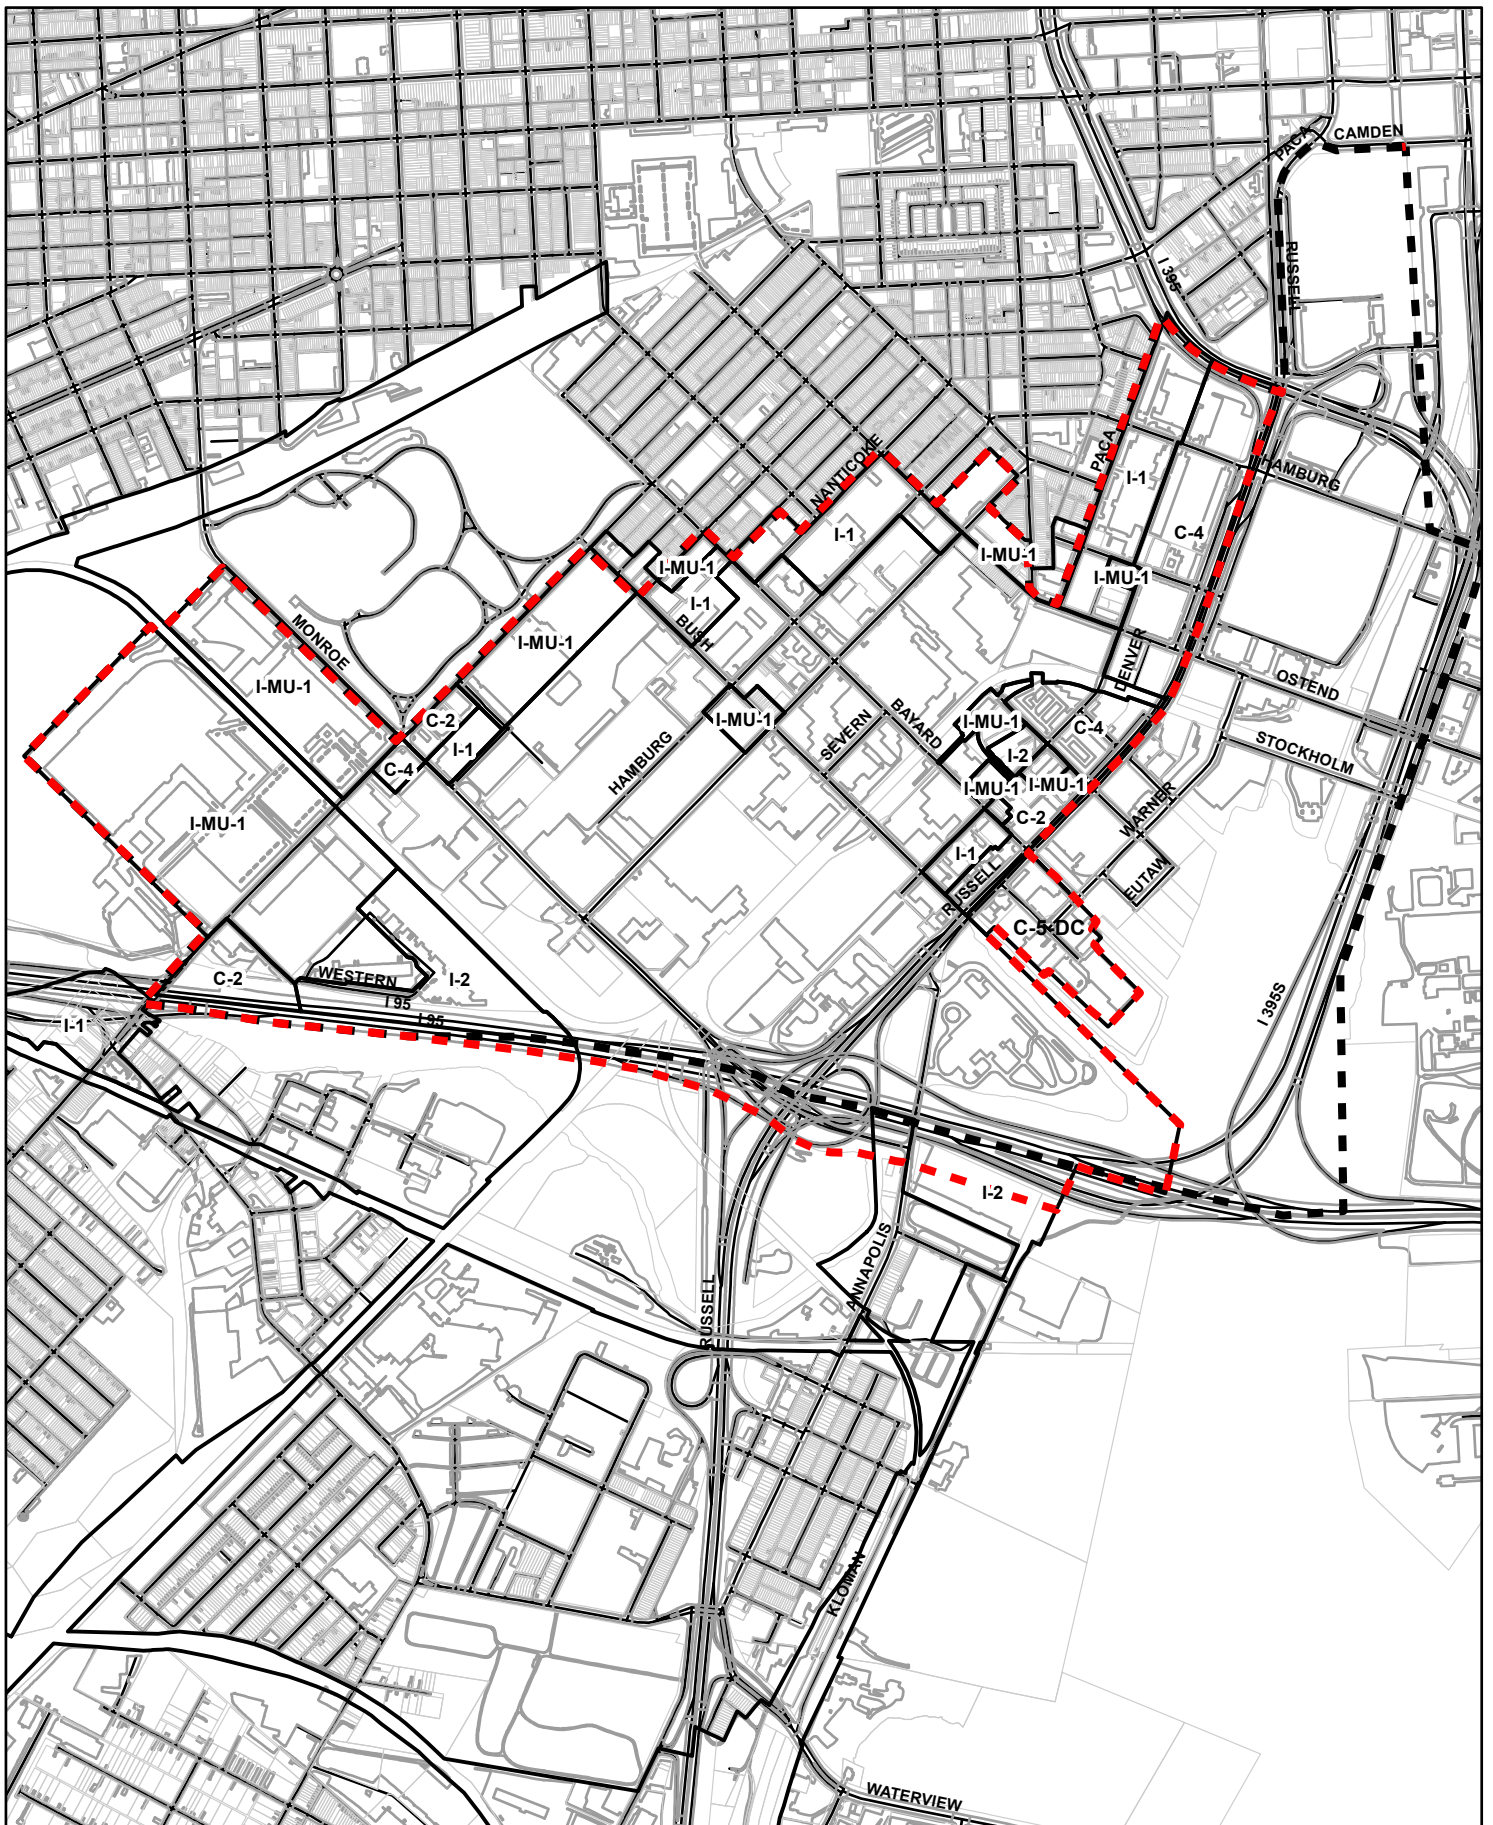 CAMDEN
PACA
RUSSELL
I 395
PACA
NANTICOKE
HAMBURG
I-1
C-4
I-1
I-MU-1
I-MU-1
I-MU-1
I-1
BUSH
MONROE
I-MU-1
I-MU-1
DENVER
OSTEND
C-2
I-MU-1
BAYARD
I-MU-1
C-4
STOCKHOLM
SEVERN
HAMBURG
I-1
I-2
C-4
I-MU-1
I-MU-1
WARNER
I-MU-1
C-2
I-1
EUTAW
RUSSELL
C-5-DC
WESTERN
C-2
I-2
I 95
I 95
I 395S
I-1
I-2
ANNAPOLIS
RUSSELL
KLOMAN
WATERVIEW